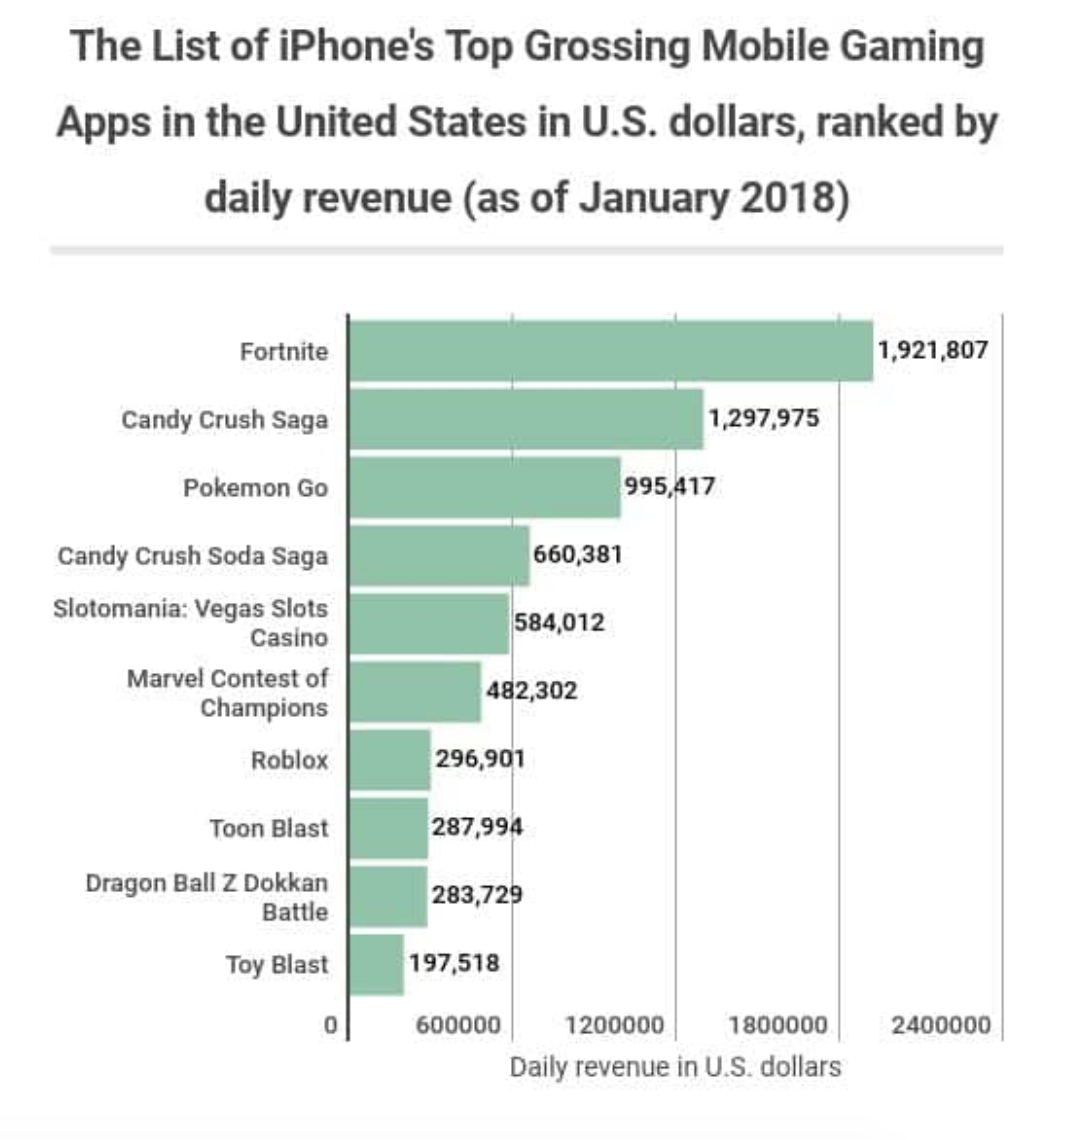 The List of iPhone's Top Grossing Mobile Gaming
Apps in the United States in U.S. dollars, ranked by
daily revenue (as of January 2018)
Fortnite 1,921,807
Candy Crush Saga 1,297,975
Pokemon Go 995,417
Candy Crush Soda Saga 660,381
Slotomania: Vegas Slots
Casino 584,012
Marvel Contest of
Champions 482,302
Roblox 296,901
Toon Blast 287,994
Dragon Ball Z Dokkan
Battle 283,729
Toy Blast 197,518
0 600000 1200000 1800000 2400000
Daily revenue in U.S. dollars